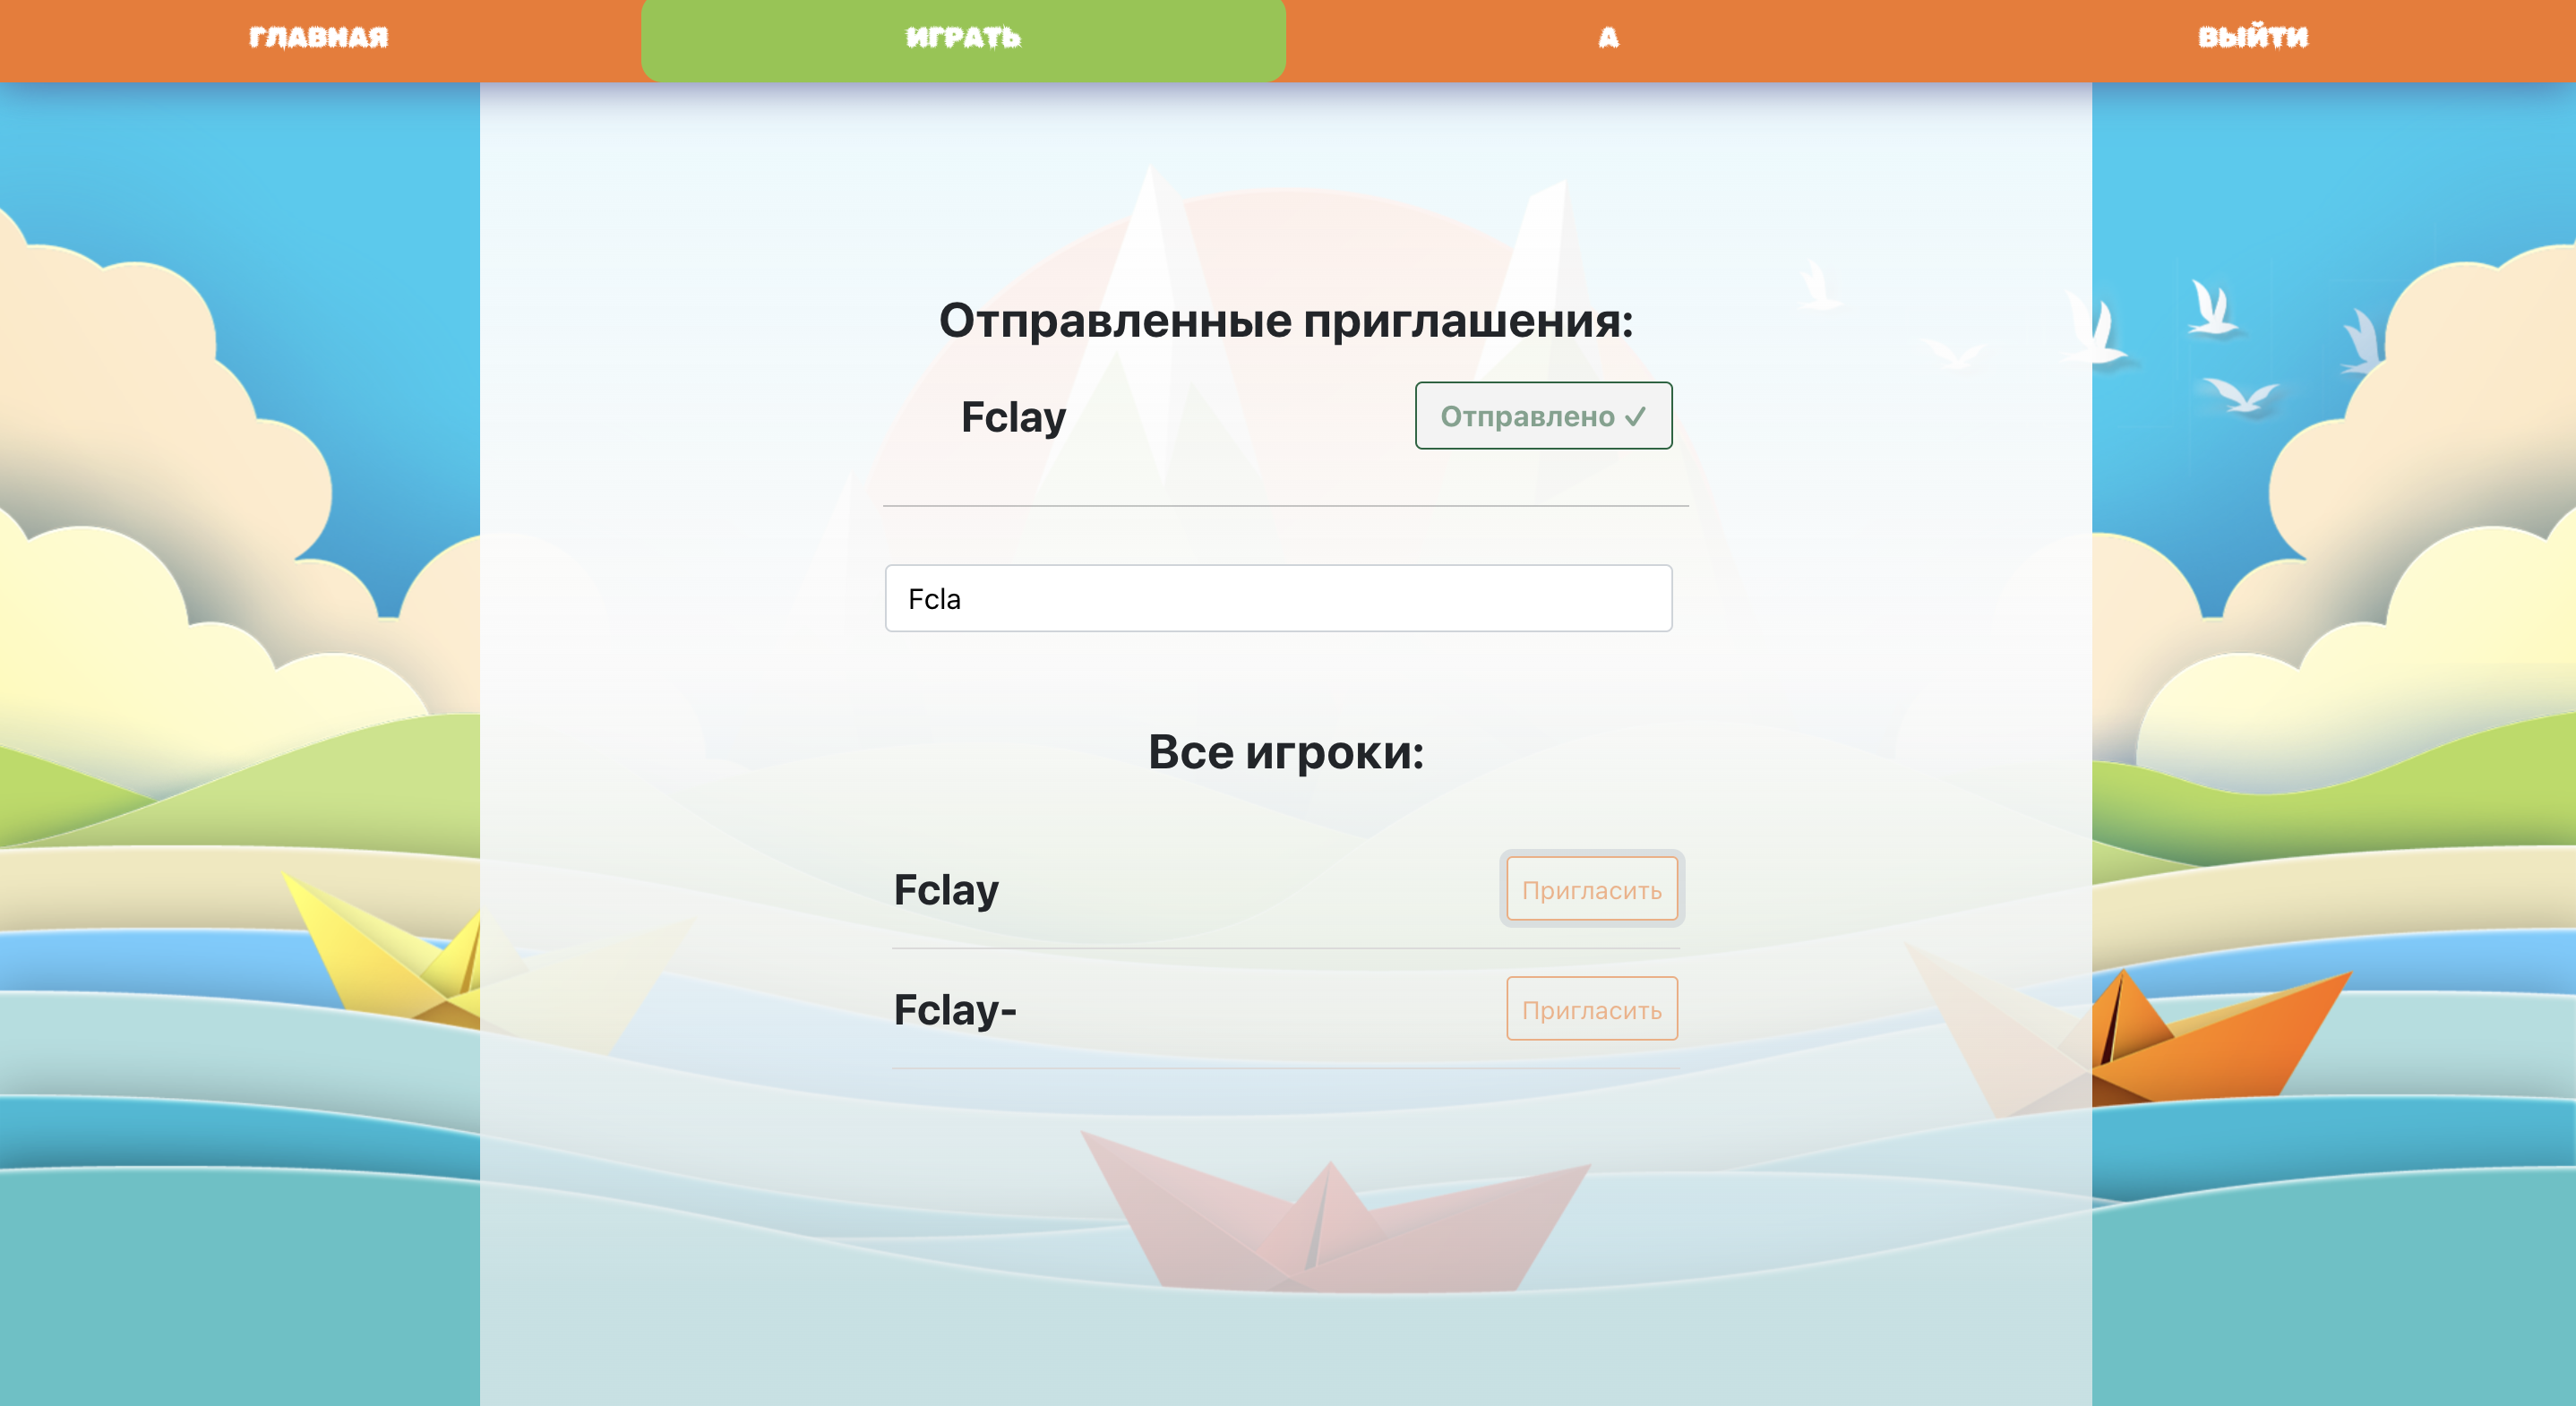 ГЛАВНАЯ ИГРАТЬ А ВЫЙТИ
Отправленные приглашения:
Fclay Отправлено ✓
Fcla
Все игроки:
Fclay Пригласить
Fclay- Пригласить